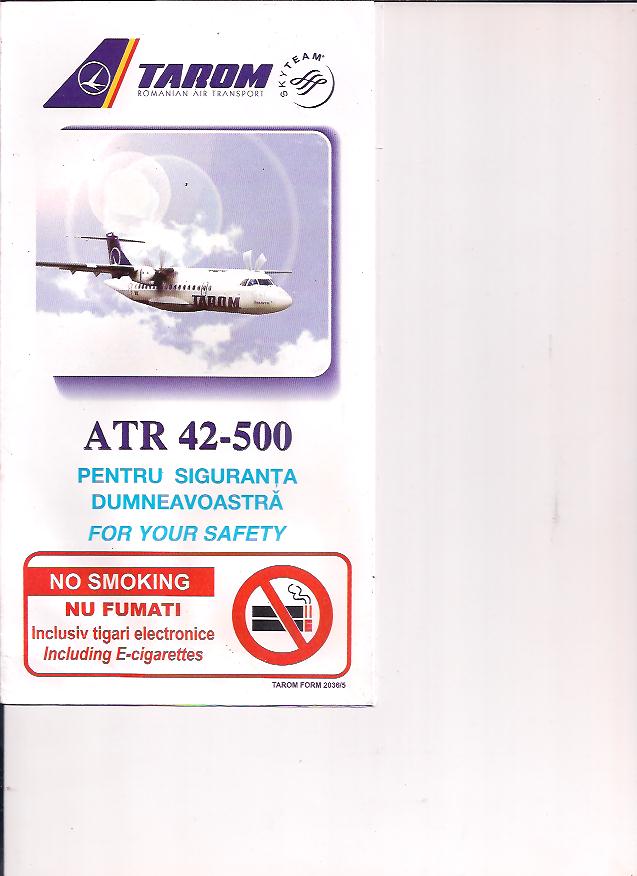 TAROM
ROMANIAN AIR TRANSPORT
SKYTEAM
TAROM
ATR 42-500
PENTRU SIGURANȚA
DUMNEAVOASTRĂ
FOR YOUR SAFETY
NO SMOKING
NU FUMATI
Inclusiv tigari electronice
Including E-cigarettes
TAROM FORM 2036/5